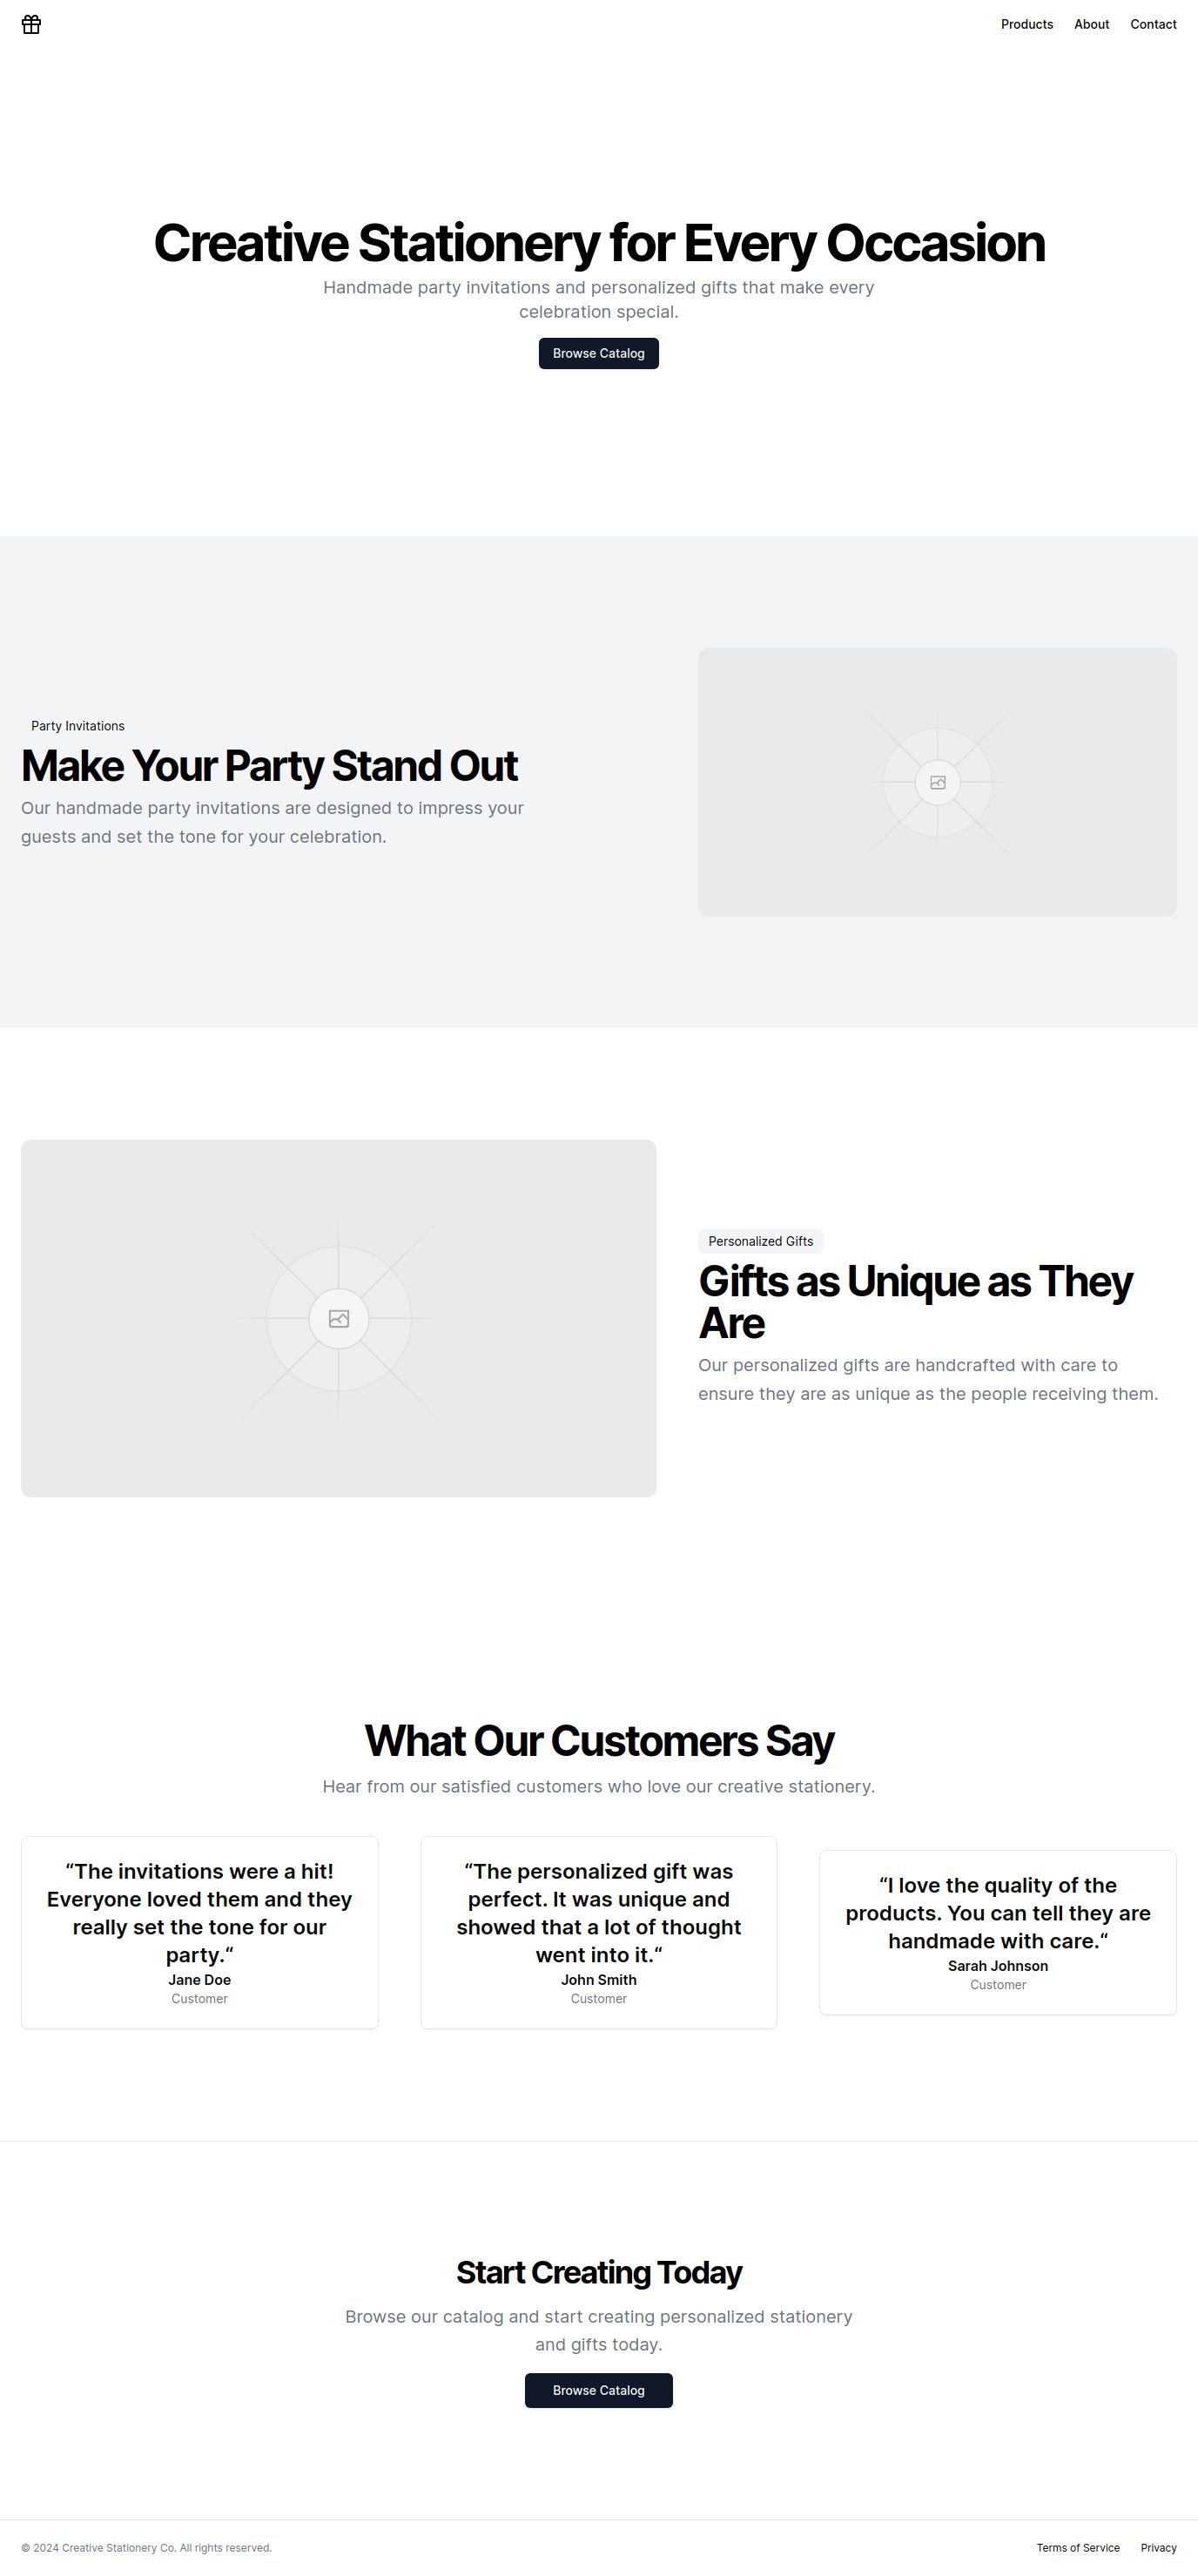 Products About Contact
Creative Stationery for Every Occasion
Handmade party invitations and personalized gifts that make every
celebration special.
Browse Catalog
Party Invitations
Make Your Party Stand Out
Our handmade party invitations are designed to impress your
guests and set the tone for your celebration.
Personalized Gifts
Gifts as Unique as They
Are
Our personalized gifts are handcrafted with care to
ensure they are as unique as the people receiving them.
What Our Customers Say
Hear from our satisfied customers who love our creative stationery.
“The invitations were a hit!
Everyone loved them and they
really set the tone for our
party.“
Jane Doe
Customer
“The personalized gift was
perfect. It was unique and
showed that a lot of thought
went into it.“
John Smith
Customer
“I love the quality of the
products. You can tell they are
handmade with care.“
Sarah Johnson
Customer
Start Creating Today
Browse our catalog and start creating personalized stationery
and gifts today.
Browse Catalog
© 2024 Creative Stationery Co. All rights reserved.
Terms of Service Privacy